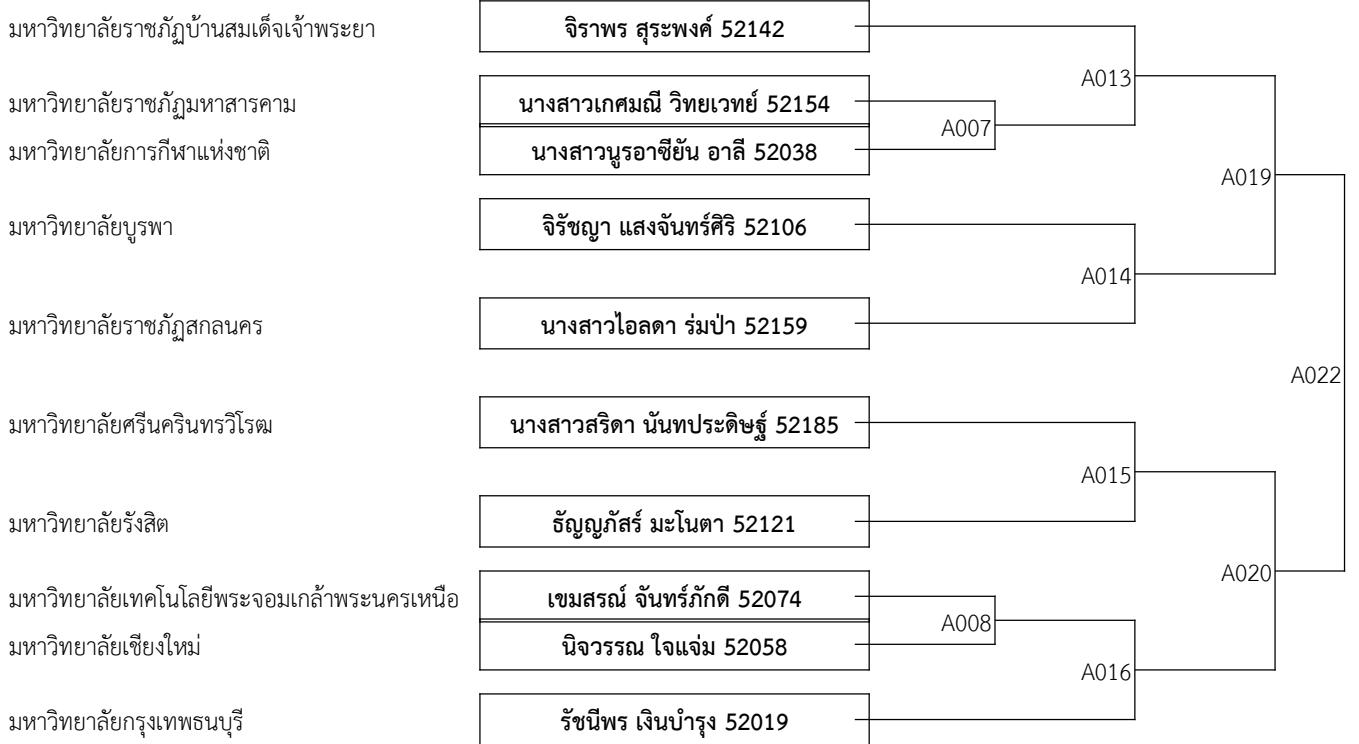 มหาวิทยาลัยราชภัฏบ้านสมเด็จเจ้าพระยา จิราพร สุระพงค์ 52142
A013
มหาวิทยาลัยราชภัฏมหาสารคาม นางสาวเกศมณี วิทยเวทย์ 52154
A007
มหาวิทยาลัยการกีฬาแห่งชาติ นางสาวนูรอาซียัน อาลี 52038
A019
มหาวิทยาลัยบูรพา จิรัชญา แสงจันทร์ศิริ 52106
A014
มหาวิทยาลัยราชภัฏสกลนคร นางสาวไอลดา ร่มป่า 52159
A022
มหาวิทยาลัยศรีนครินทรวิโรฒ นางสาวสริดา นันทประดิษฐ์ 52185
A015
มหาวิทยาลัยรังสิต ธัญญภัสร์ มะโนตา 52121
A020
มหาวิทยาลัยเทคโนโลยีพระจอมเกล้าพระนครเหนือ เขมสรณ์ จันทร์ภักดี 52074
A008
มหาวิทยาลัยเชียงใหม่ นิจวรรณ ใจแจ่ม 52058
A016
มหาวิทยาลัยกรุงเทพธนบุรี รัชนีพร เงินบำรุง 52019